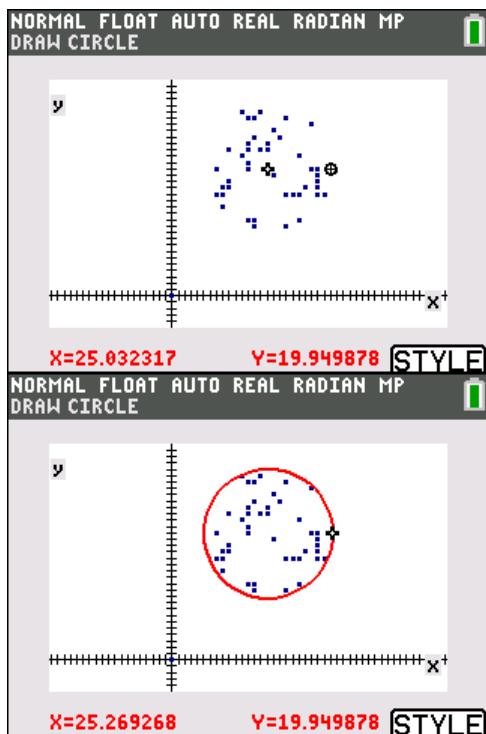 NORMAL FLOAT AUTO REAL RADIAN MP
DRAW CIRCLE
y
x
X=25.032317 Y=19.949878 STYLE
NORMAL FLOAT AUTO REAL RADIAN MP
DRAW CIRCLE
y
x
X=25.269268 Y=19.949878 STYLE